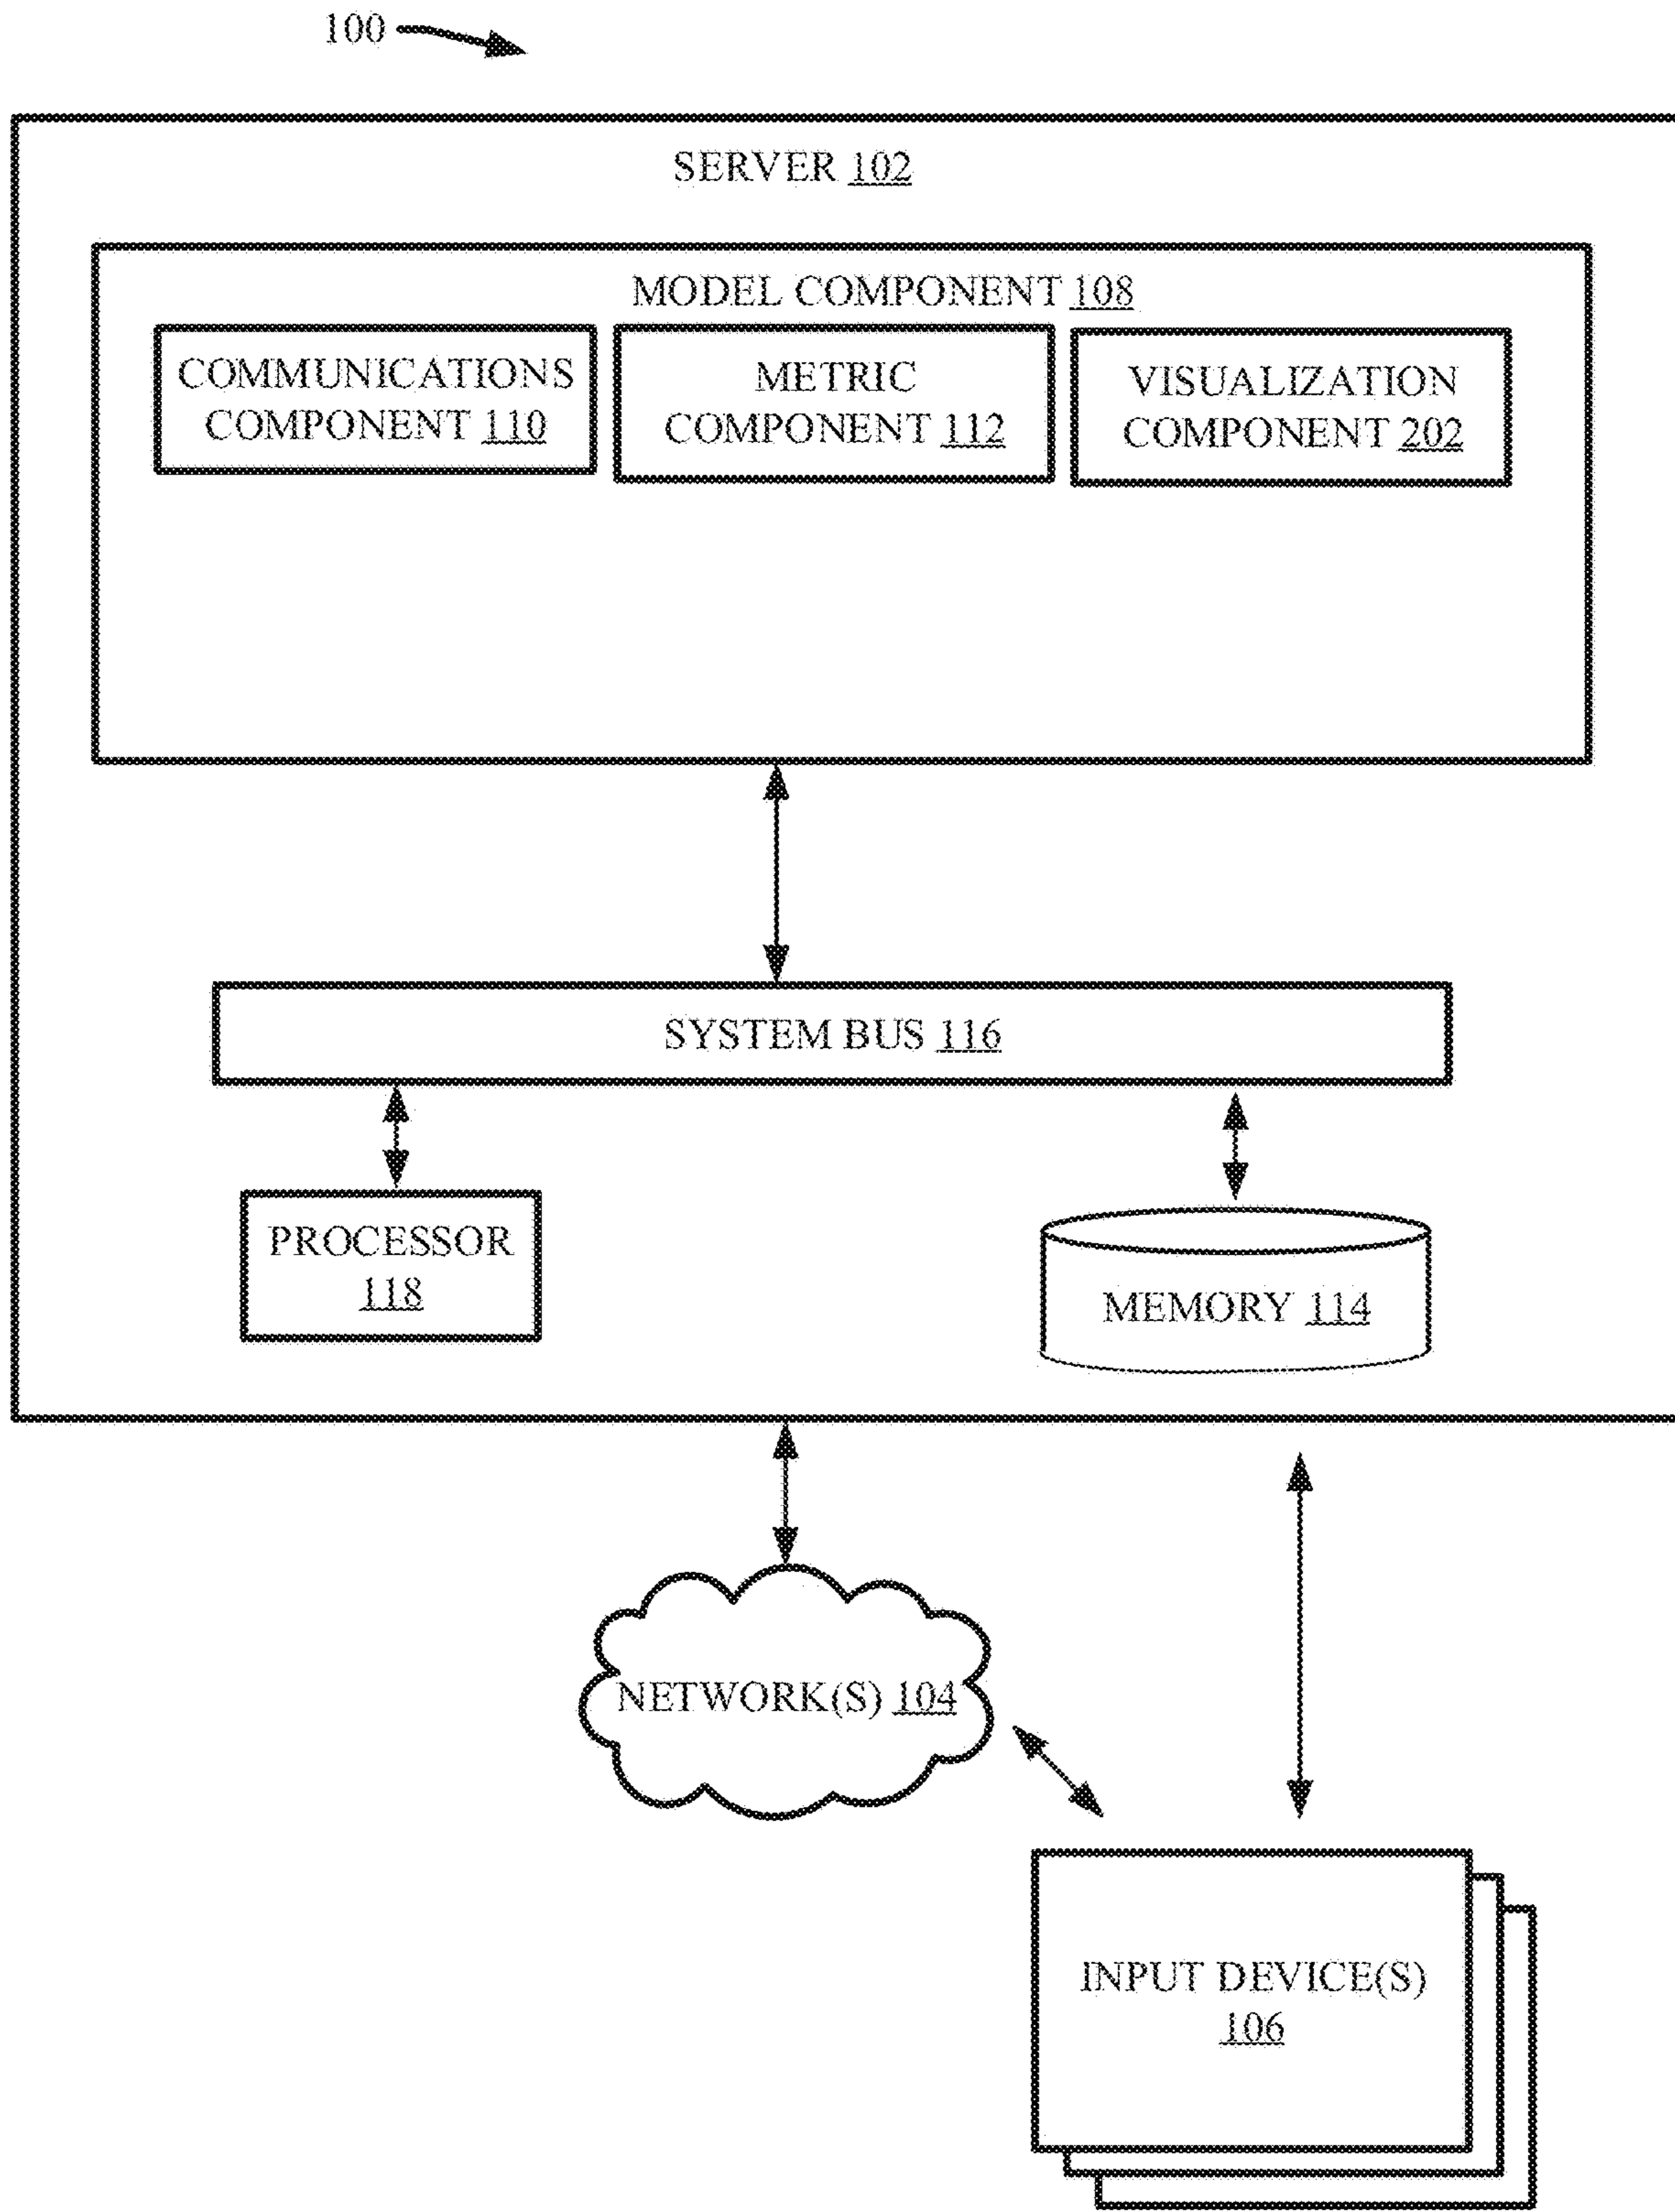 100
SERVER 102
MODEL COMPONENT 108
COMMUNICATIONS
COMPONENT 110
METRIC
COMPONENT 112
VISUALIZATION
COMPONENT 202
SYSTEM BUS 116
PROCESSOR
118
MEMORY 114
NETWORK(S) 104
INPUT DEVICE(S)
106